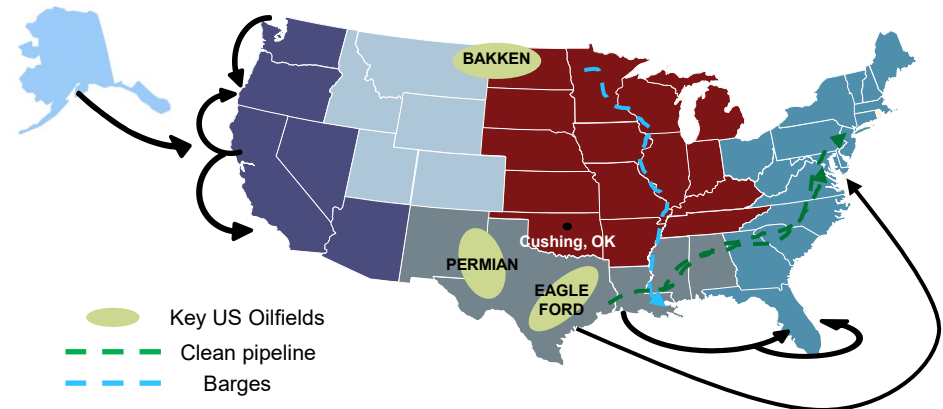 BAKKEN
Cushing, OK
PERMIAN
EAGLE
FORD
Key US Oilfields
Clean pipeline
Barges